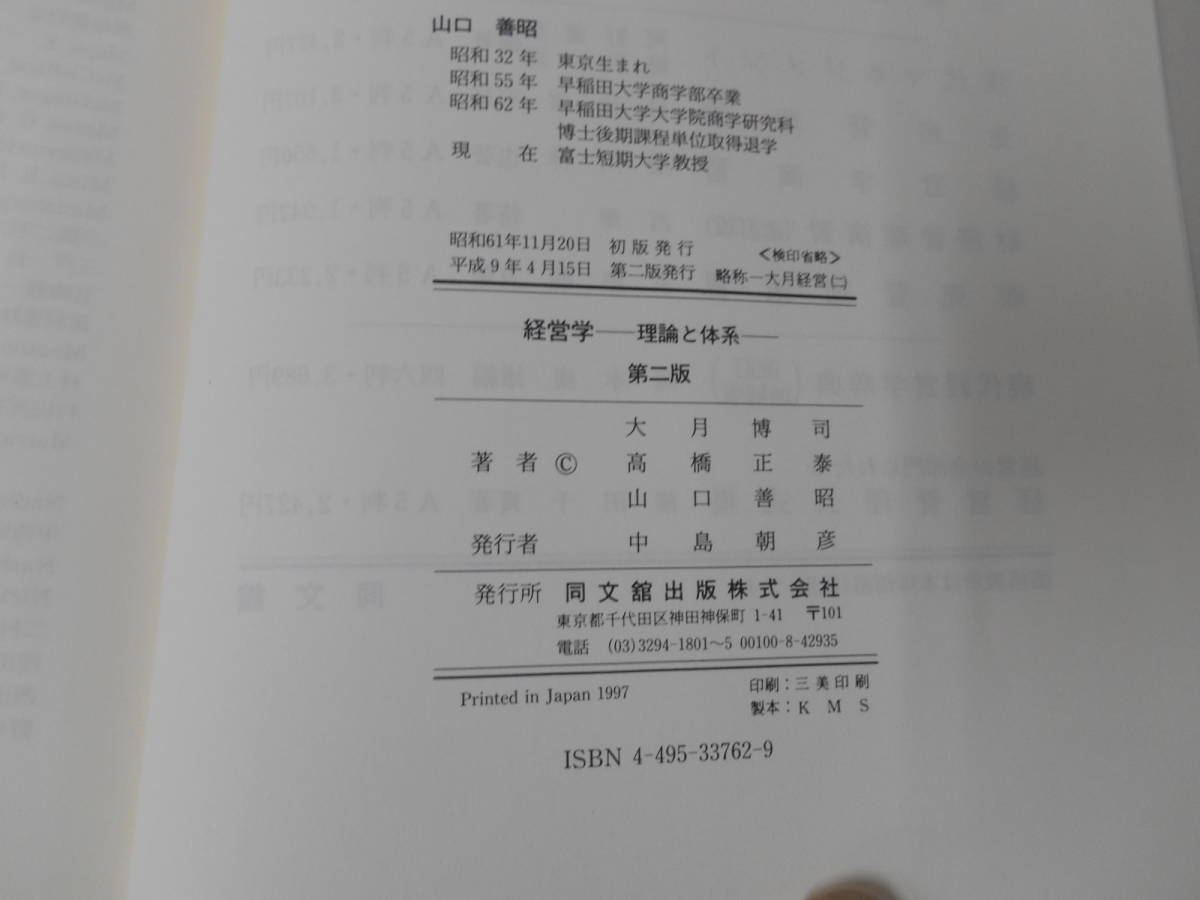 山口 善昭
昭和32年 東京生まれ
昭和55年 早稲田大学商学部卒業
昭和62年 早稲田大学大学院商学研究科
博士後期課程単位取得退学
現 在 富士短期大学教授
昭和61年11月20日 初版発行 〈検印省略〉
平成9年4月15日 第二版発行 略称―大月経営㈡
経営学――理論と体系――
第二版
大月博司
著者 © 高橋正泰
山口善昭
発行者 中島朝彦
発行所 同文舘出版株式会社
東京都千代田区神田神保町 1-41 〒101
電話 (03)3294-1801~5 00100-8-42935
Printed in Japan 1997 印刷:三美印刷
製本:KMS
ISBN 4-495-33762-9